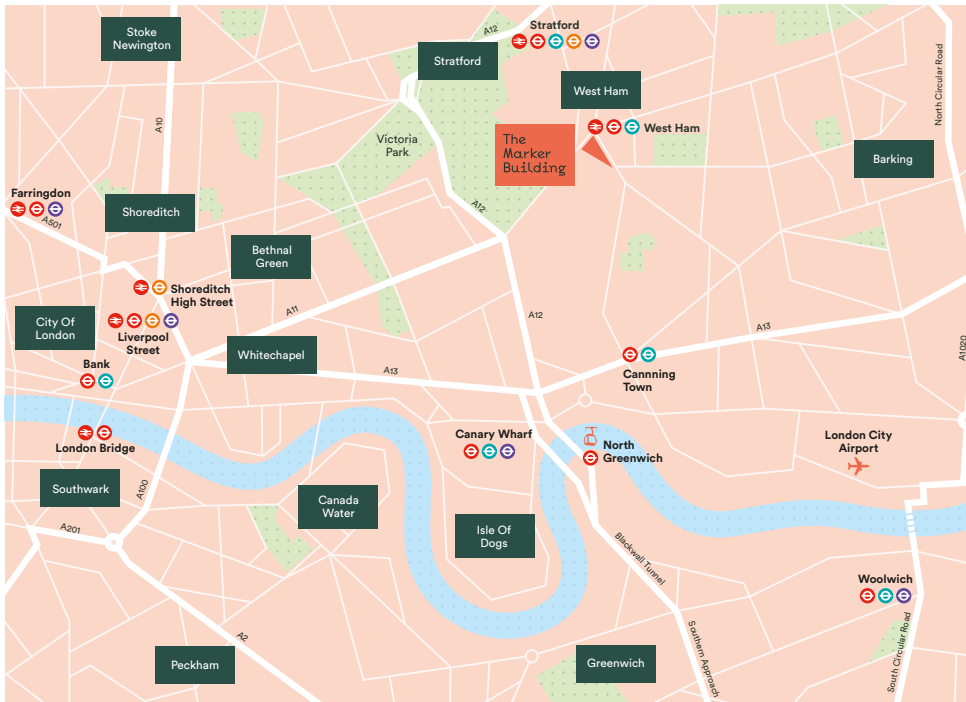 Stratford
A12
Stoke
Newington
Stratford
North Circular Road
West Ham
A10
West Ham
Victoria
Park
The
Marker
Building
Barking
Farringdon
A501
Shoreditch
A12
Bethnal
Green
Shoreditch
High Street
A11
A12
City Of
London
Liverpool
Street
A13
A1020
Whitechapel
Bank
A13
Cannning
Town
London Bridge
Canary Wharf
North
Greenwich
London City
Airport
Southwark
A100
Canada
Water
A201
Isle Of
Dogs
Blackwall Tunnel
Woolwich
A2
Peckham
Greenwich
Southern Approach
South Circular Road